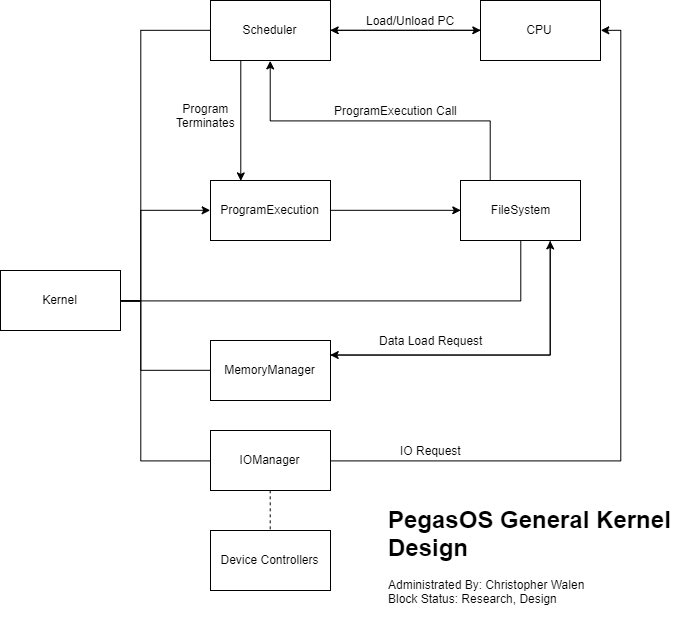 Scheduler
Load/Unload PC
CPU
Program
Terminates
ProgramExecution Call
ProgramExecution
FileSystem
Kernel
Data Load Request
MemoryManager
IOManager
IO Request
Device Controllers
PegasOS General Kernel
Design
Administrated By: Christopher Walen
Block Status: Research, Design